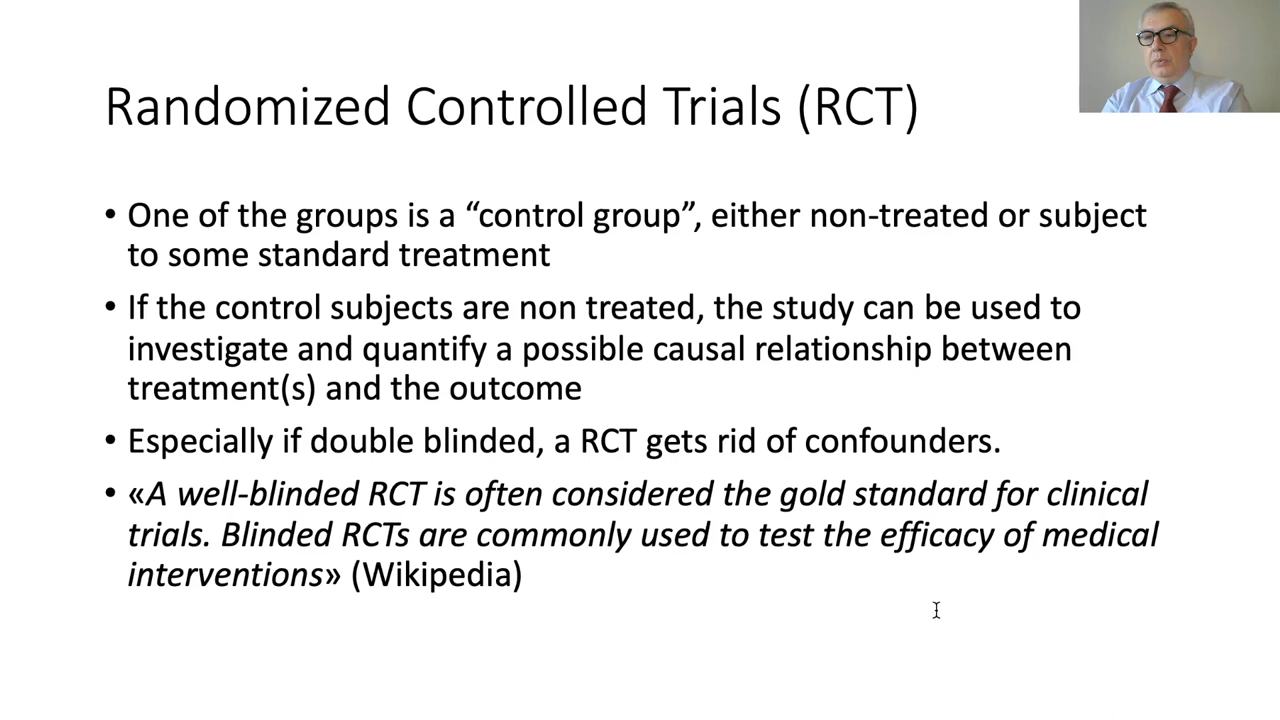 Randomized Controlled Trials (RCT)
• One of the groups is a “control group”, either non-treated or subject
to some standard treatment
• If the control subjects are non treated, the study can be used to
investigate and quantify a possible causal relationship between
treatment(s) and the outcome
• Especially if double blinded, a RCT gets rid of confounders.
• «A well-blinded RCT is often considered the gold standard for clinical
trials. Blinded RCTs are commonly used to test the efficacy of medical
interventions» (Wikipedia)